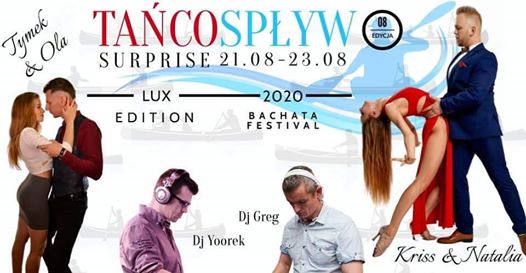 Tymek
& Ola
TAŃCOSPŁYW
08
EDYCJA
SURPRISE 21.08-23.08
LUX
EDITION
2020
BACHATA
FESTIVAL
Dj Yoorek
Dj Greg
Kriss & Natalia